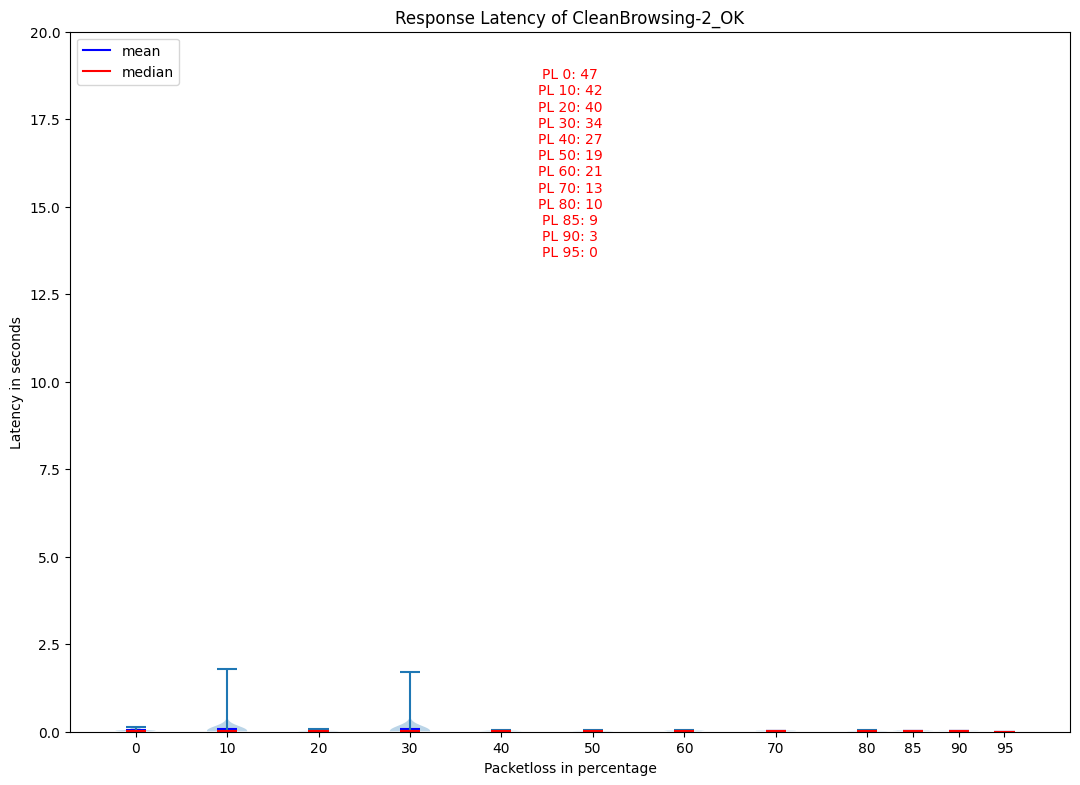 Response Latency of CleanBrowsing-2_OK
mean
median
PL 0: 47
PL 10: 42
PL 20: 40
PL 30: 34
PL 40: 27
PL 50: 19
PL 60: 21
PL 70: 13
PL 80: 10
PL 85: 9
PL 90: 3
PL 95: 0
Latency in seconds
20.0
17.5
15.0
12.5
10.0
7.5
5.0
2.5
0.0
0 10 20 30 40 50 60 70 80 85 90 95
Packetloss in percentage